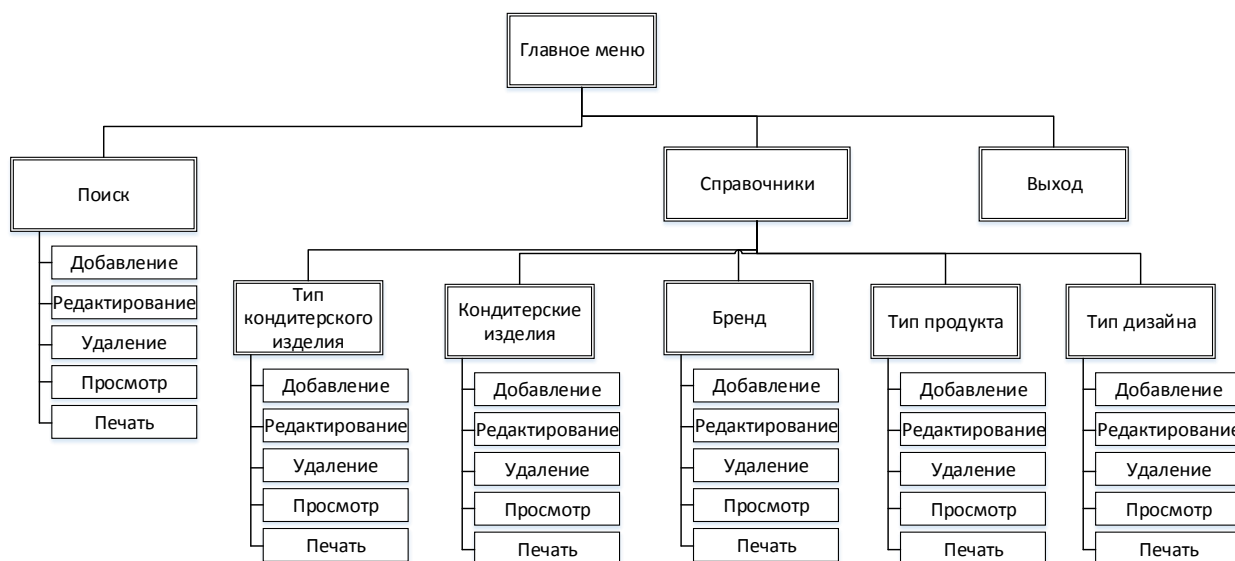 Главное меню
Поиск
Справочники
Выход
Добавление
Редактирование
Удаление
Просмотр
Печать
Тип
кондитерского
изделия
Добавление
Редактирование
Удаление
Просмотр
Печать
Кондитерские
изделия
Добавление
Редактирование
Удаление
Просмотр
Печать
Бренд
Добавление
Редактирование
Удаление
Просмотр
Печать
Тип продукта
Добавление
Редактирование
Удаление
Просмотр
Печать
Тип дизайна
Добавление
Редактирование
Удаление
Просмотр
Печать